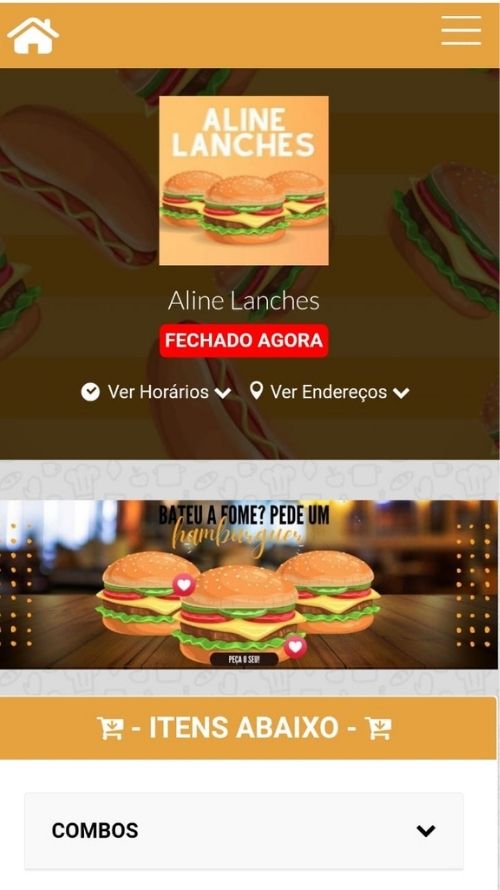 ALINE
LANCHES
Aline Lanches
FECHADO AGORA
Ver Horários Ver Endereços
BATEU A FOME? PEDE UM
hamburguer
PEÇA O SEU!
- ITENS ABAIXO -
COMBOS